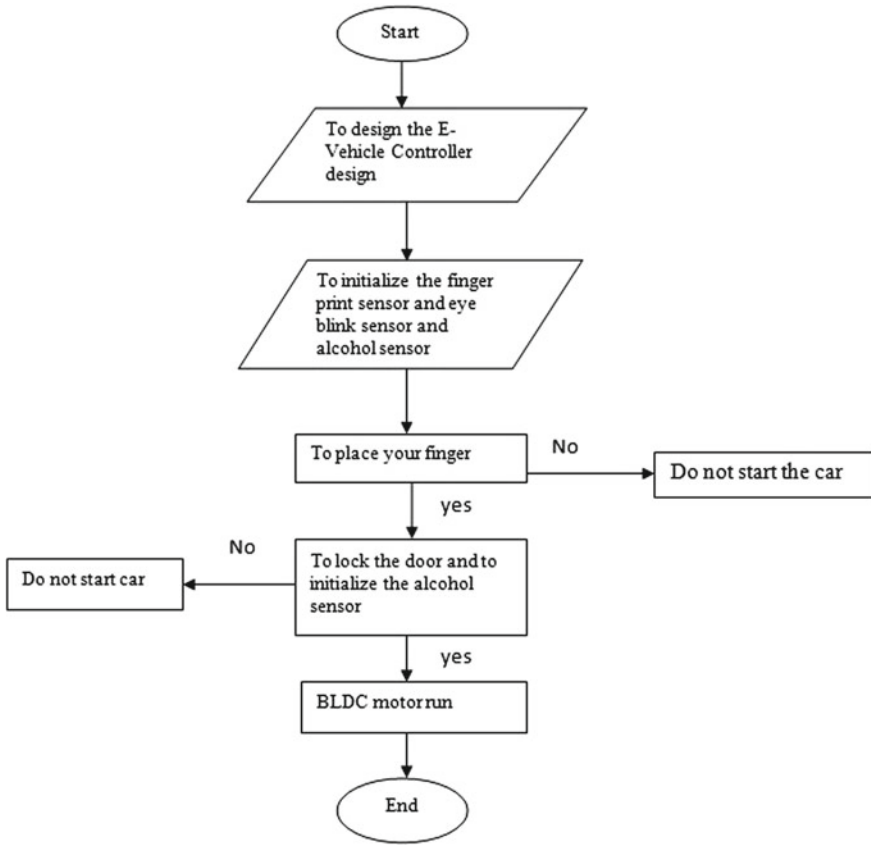 Start
To design the E-
Vehicle Controller
design
To initialize the finger
print sensor and eye
blink sensor and
alcohol sensor
To place your finger
No
Do not start the car
yes
No
Do not start car
To lock the door and to
initialize the alcohol
sensor
yes
BLDC motor run
End